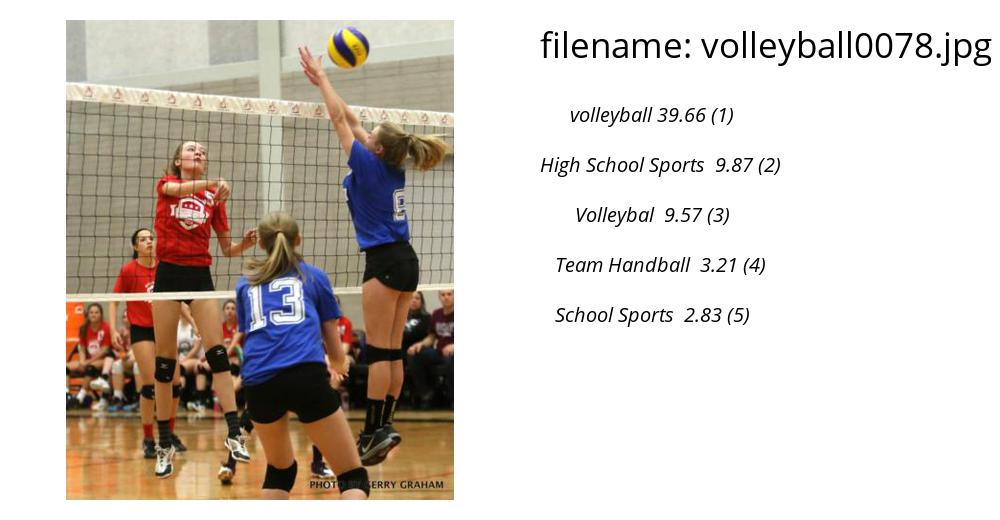 filename: volleyball0078.jpg
volleyball 39.66 (1)
High School Sports 9.87 (2)
Volleybal 9.57 (3)
Team Handball 3.21 (4)
School Sports 2.83 (5)
13
PHOTO BY GERRY GRAHAM